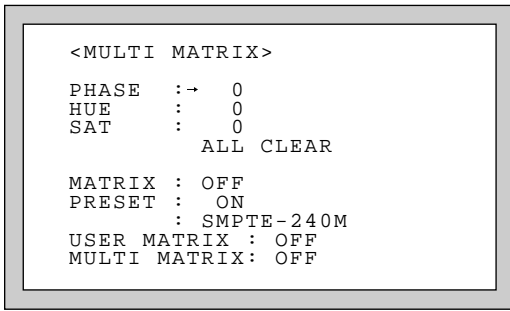 <MULTI MATRIX>
PHASE :→ 0
HUE : 0
SAT : 0
ALL CLEAR
MATRIX : OFF
PRESET : ON
: SMPTE-240M
USER MATRIX : OFF
MULTI MATRIX: OFF